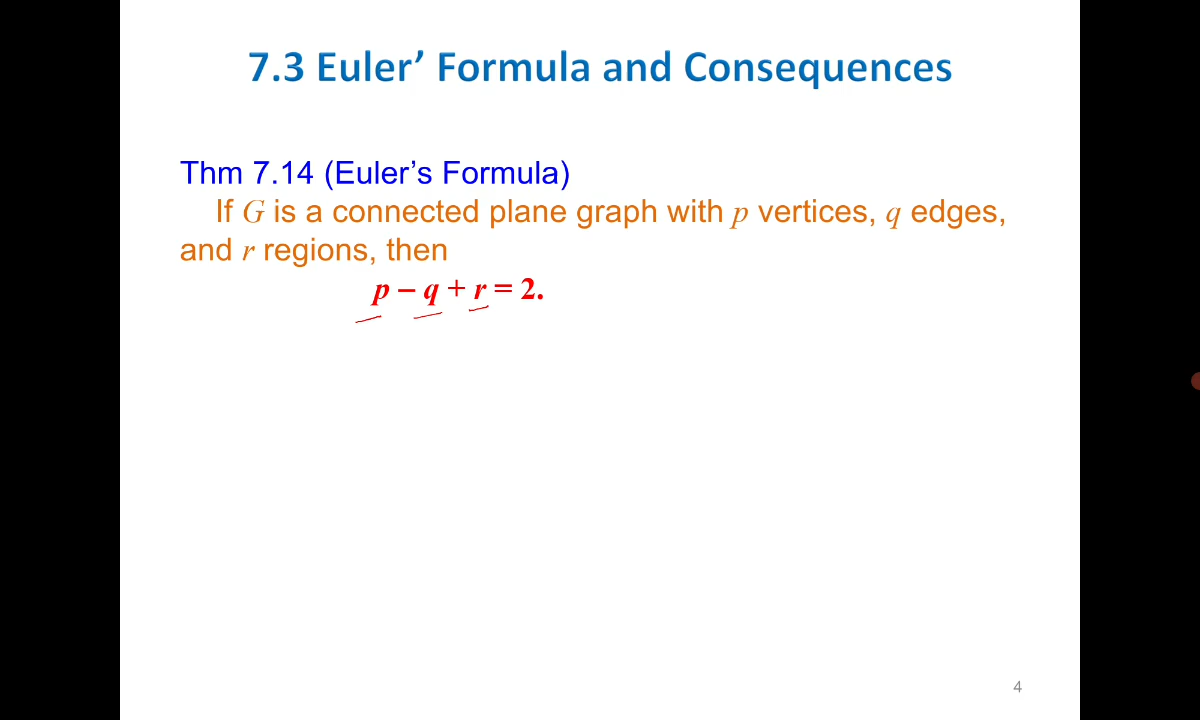 7.3 Euler’ Formula and Consequences
Thm 7.14 (Euler’s Formula)
If G is a connected plane graph with p vertices, q edges,
and r regions, then
p – q + r = 2.
4